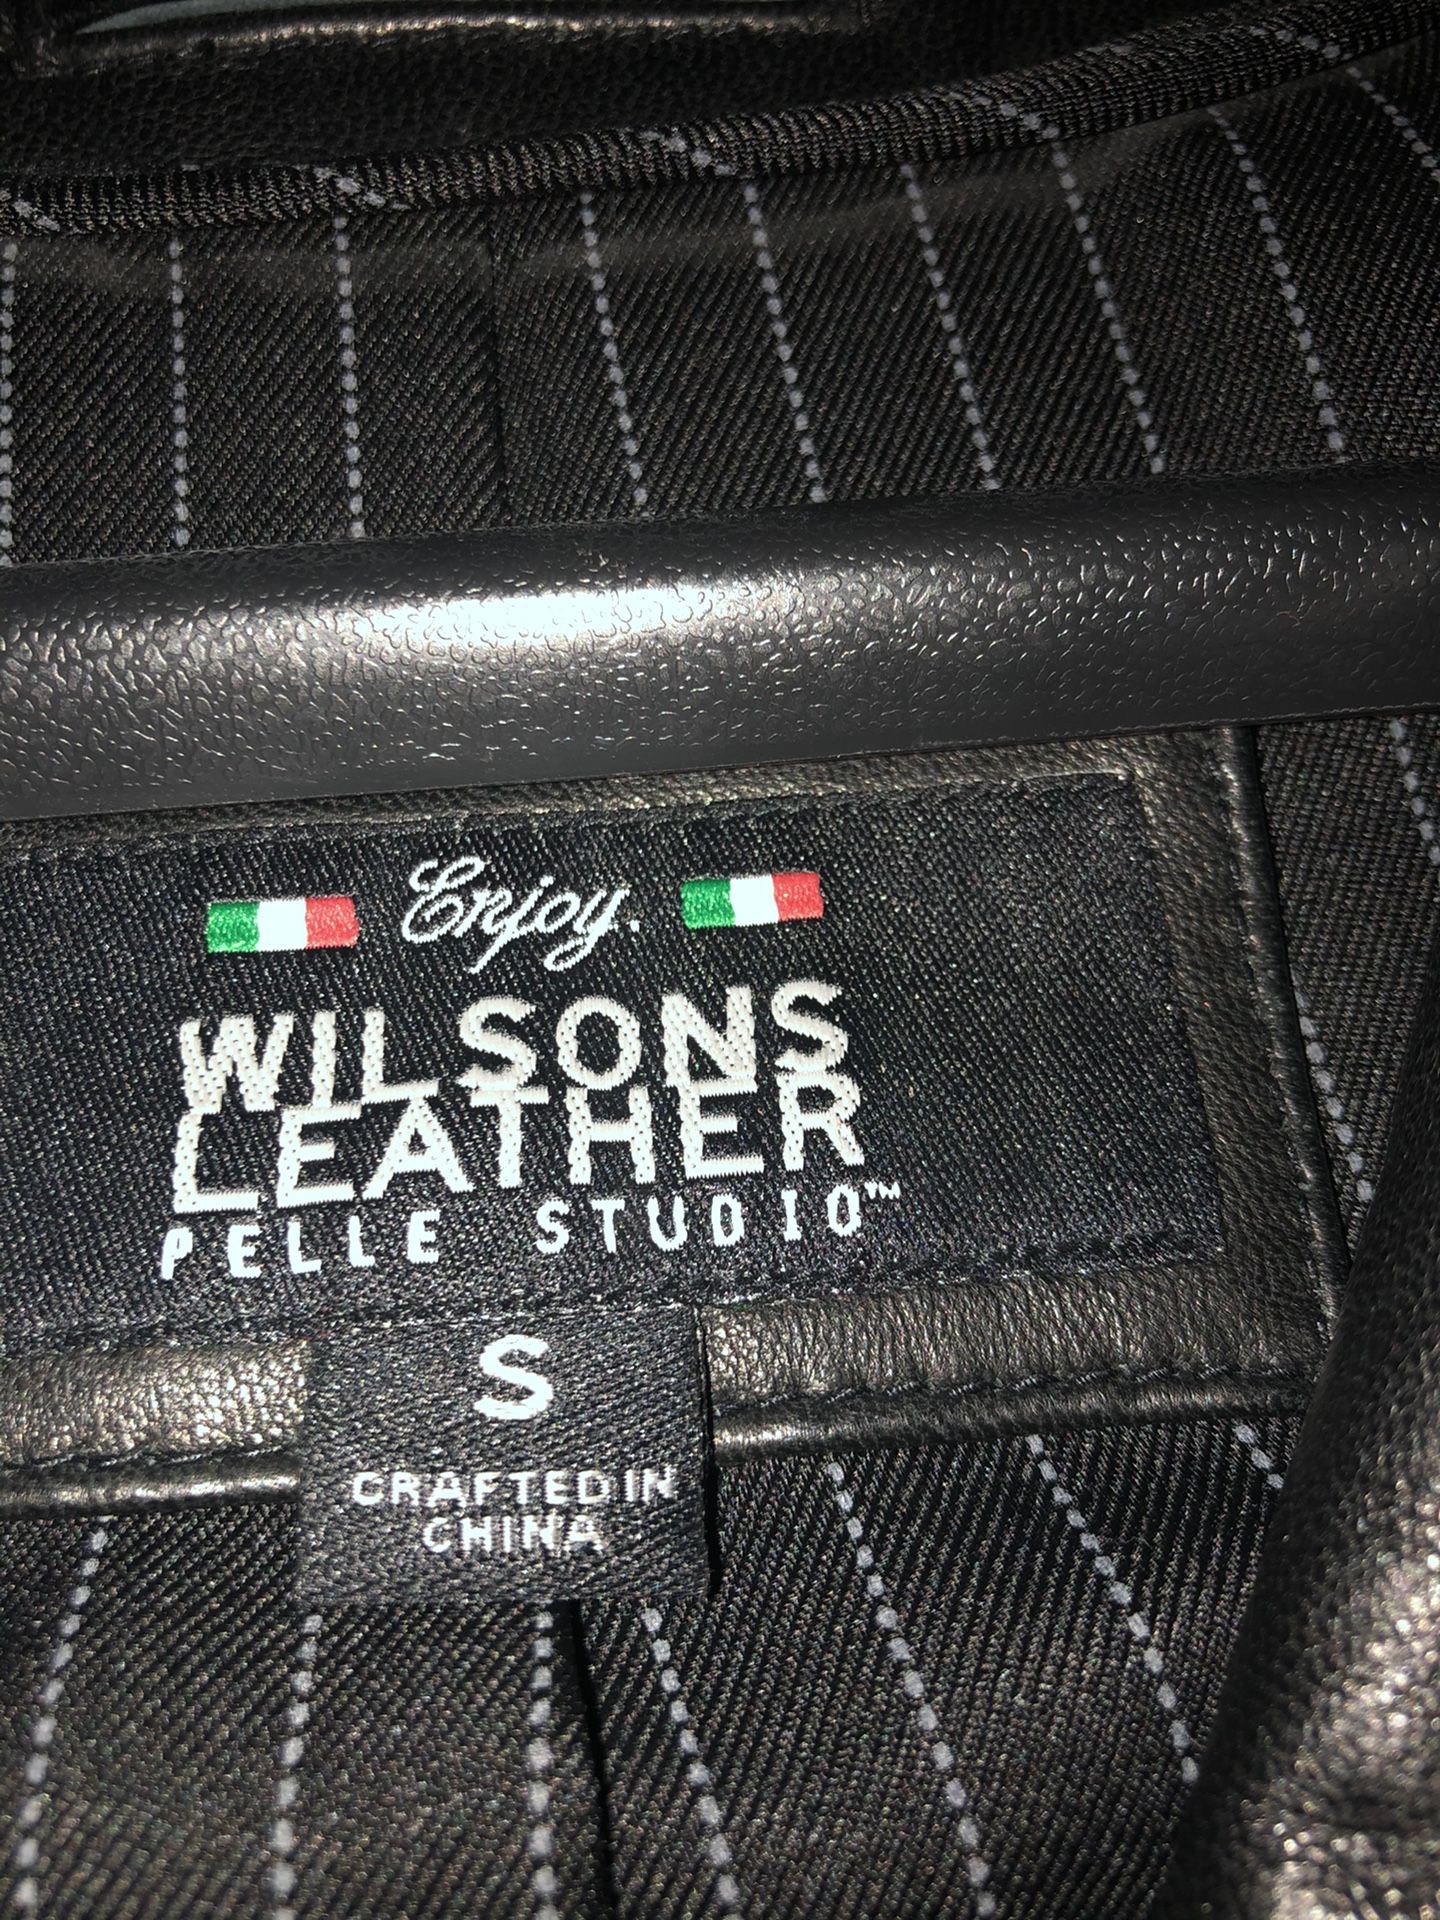 Enjoy.
WILSONS
LEATHER
PELLE STUDIO™
S
CRAFTED IN
CHINA